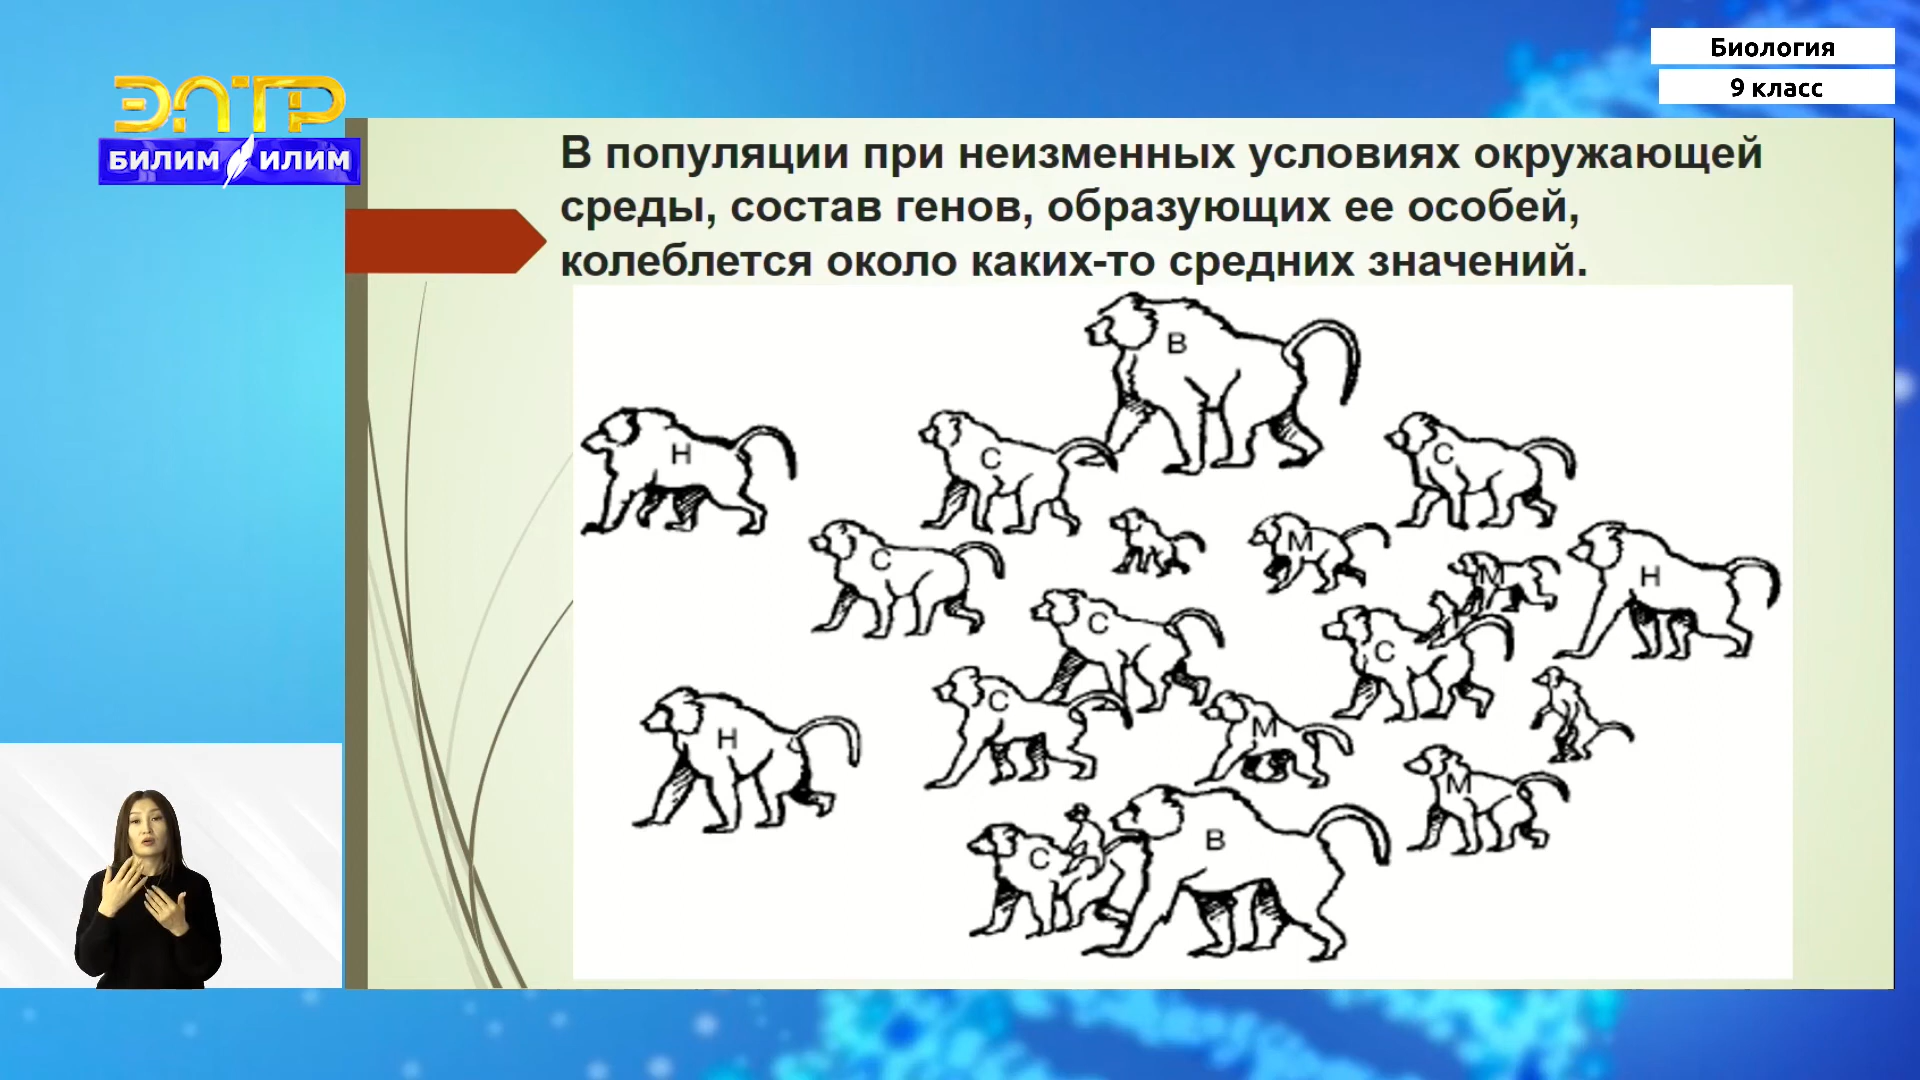 Биология
9 класс
ЭЛТР
БИЛИМ ИЛИМ
В популяции при неизменных условиях окружающей
среды, состав генов, образующих ее особей,
колеблется около каких-то средних значений.
В
Н
С
С
С
М
М
Н
С
С
С
М
Н
М
С
В